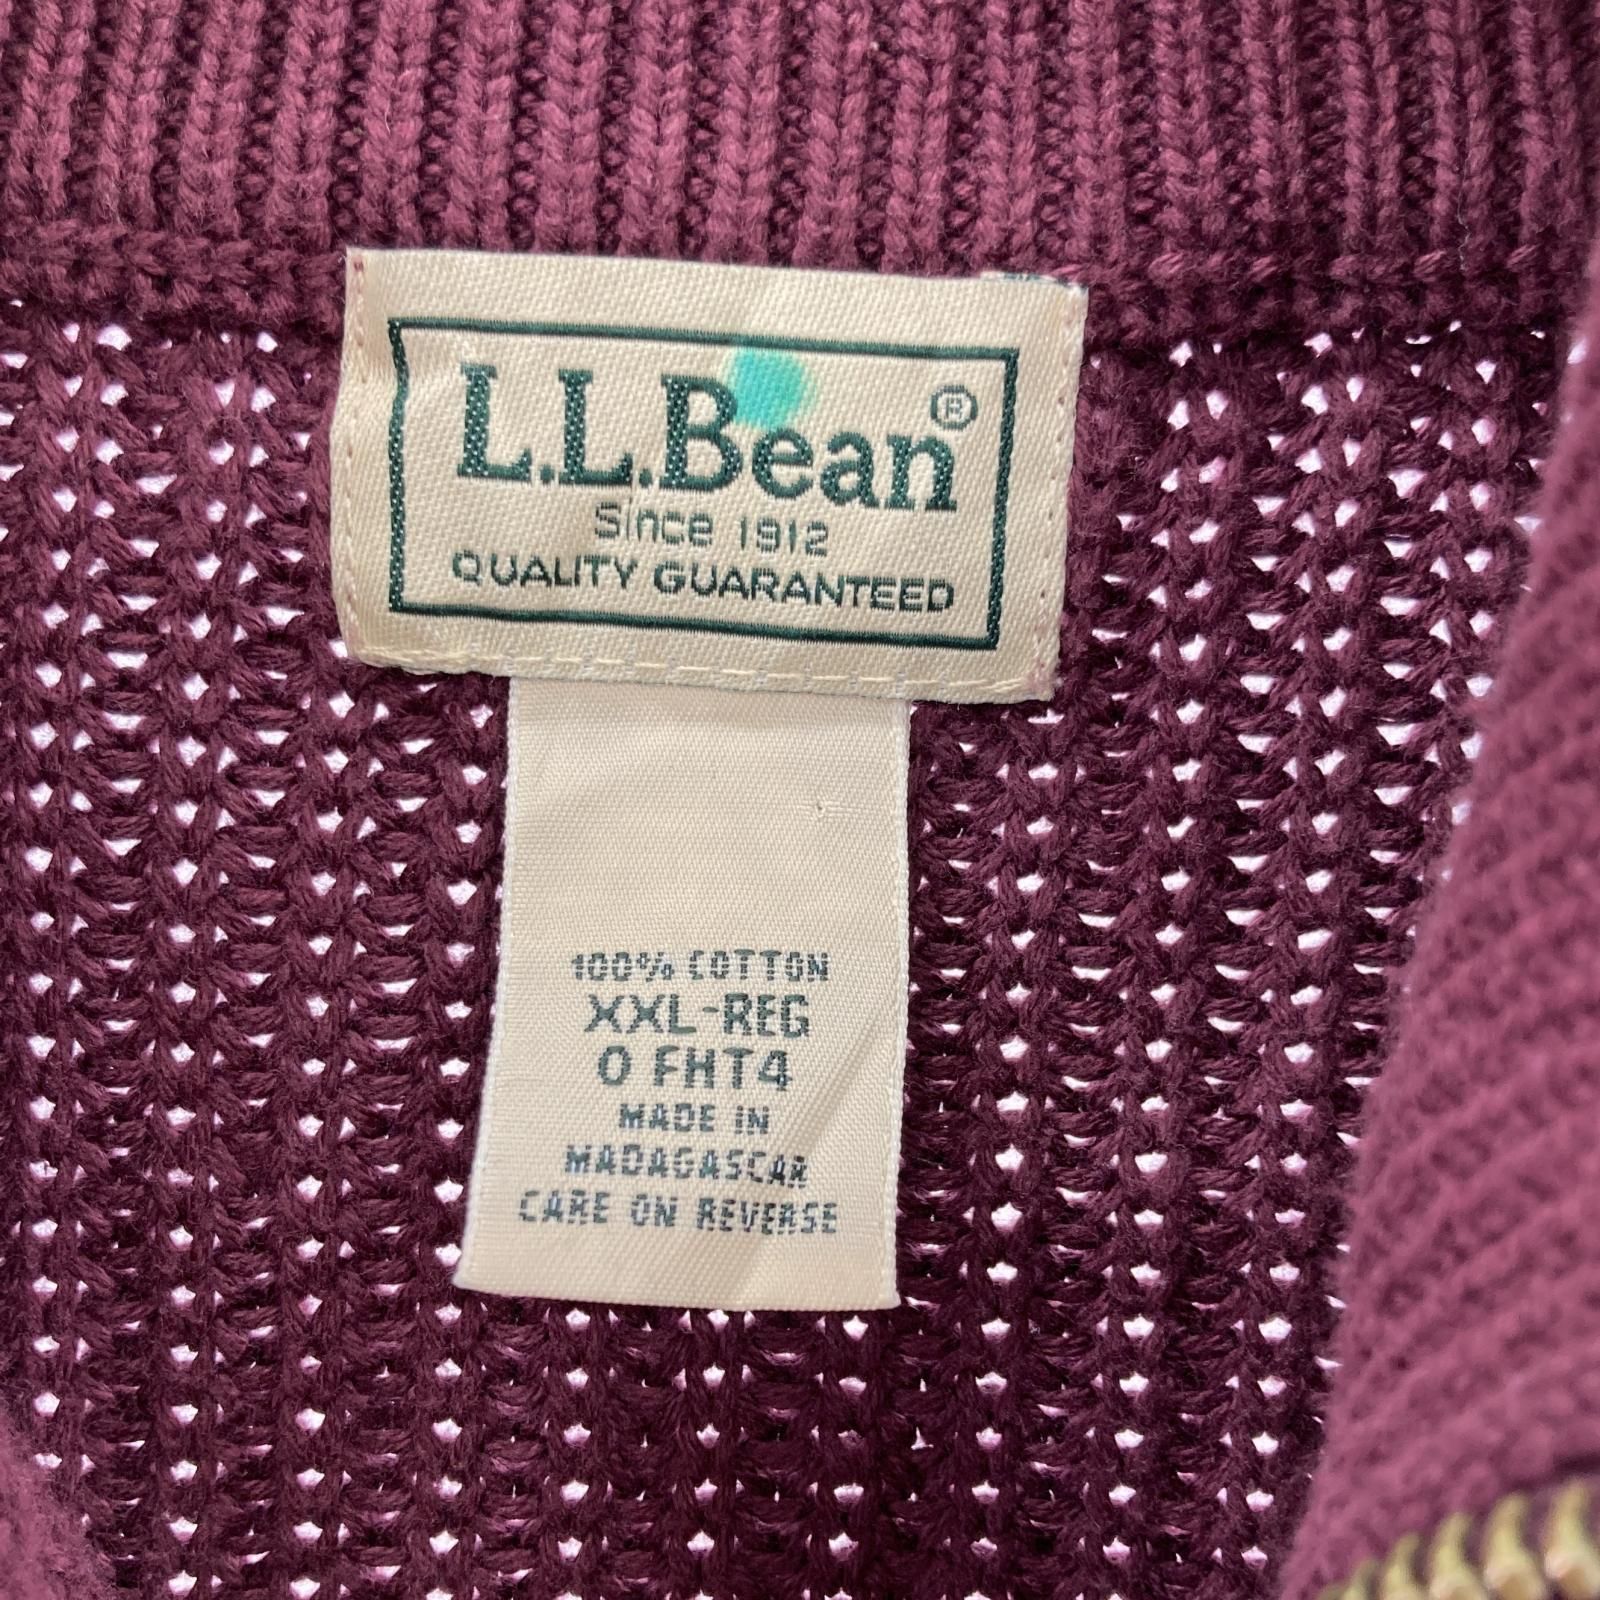 L.L.Bean®
Since 1912
QUALITY GUARANTEED
100% COTTON
XXL-REG
0 FHT4
MADE IN
MADAGASCAR
CARE ON REVERSE